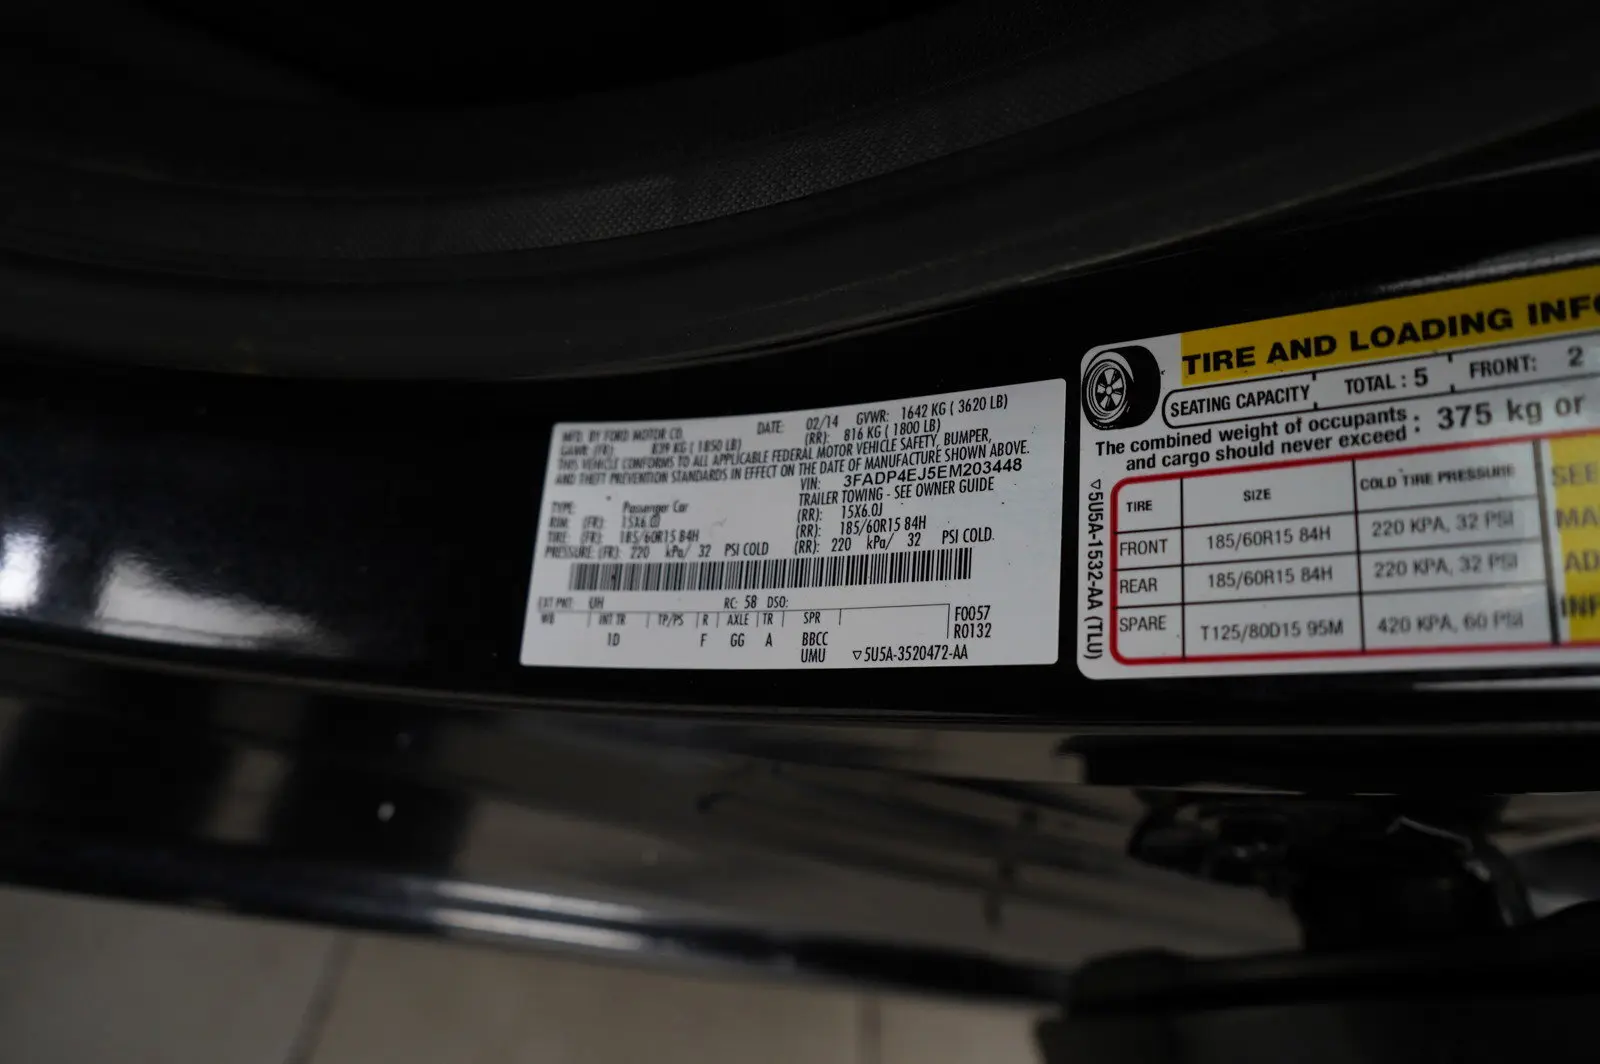 MFD. BY FORD MOTOR CO. DATE: 02/14 GVWR: 1642 KG ( 3620 LB)
GAWR (FR): 839 KG ( 1850 LB) (RR): 816 KG ( 1800 LB)
THIS VEHICLE CONFORMS TO ALL APPLICABLE FEDERAL MOTOR VEHICLE SAFETY, BUMPER,
AND THEFT PREVENTION STANDARDS IN EFFECT ON THE DATE OF MANUFACTURE SHOWN ABOVE.
VIN: 3FADP4EJ5EM203448
TYPE: Passenger Car TRAILER TOWING - SEE OWNER GUIDE
RIM: (FR): 15X6.0J (RR): 15X6.0J
TIRE: (FR): 185/60R15 84H (RR): 185/60R15 84H
PRESSURE: (FR): 220 kPa/ 32 PSI COLD (RR): 220 kPa/ 32 PSI COLD.
EXT PNT: UH RC: 58 DSO:
WB INT TR TP/PS R AXLE TR SPR F0057
1D F GG A BBCC R0132
UMU ▽5U5A-3520472-AA
TIRE AND LOADING INFO
SEATING CAPACITY TOTAL : 5 FRONT: 2
The combined weight of occupants : 375 kg or
and cargo should never exceed :
TIRE SIZE COLD TIRE PRESSURE SEE
FRONT 185/60R15 84H 220 KPA, 32 PSI MA
REAR 185/60R15 84H 220 KPA, 32 PSI AD
SPARE T125/80D15 95M 420 KPA, 60 PSI INF
▽5U5A-1532-AA (TLU)